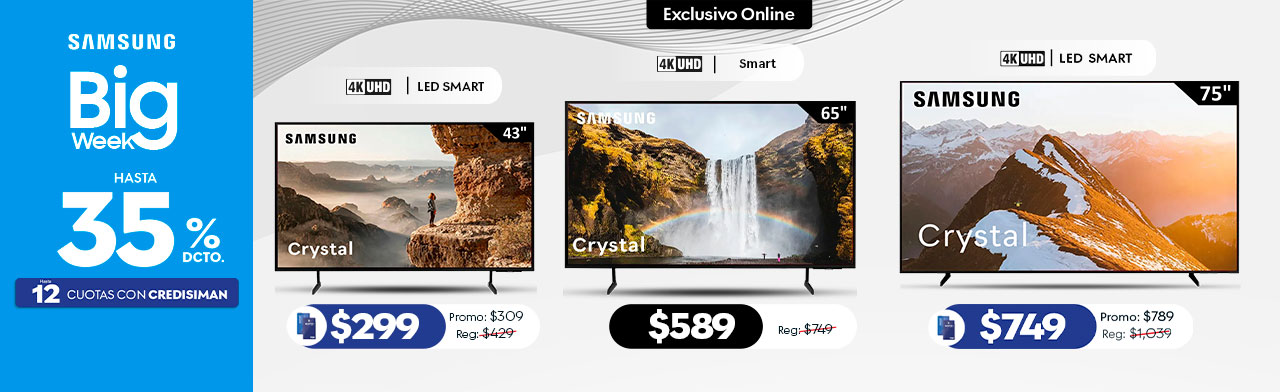 SAMSUNG
Big
Week
HASTA
35%
DCTO.
Hasta
12 CUOTAS CON CREDISIMAN
Exclusivo Online
4K UHD | LED SMART
SAMSUNG
43"
Crystal
$299
Promo: $309
Reg: $429
4K UHD | Smart
SAMSUNG
65"
Crystal
$589
Reg: $749
4K UHD | LED SMART
SAMSUNG
75"
Crystal
$749
Promo: $789
Reg: $1,039